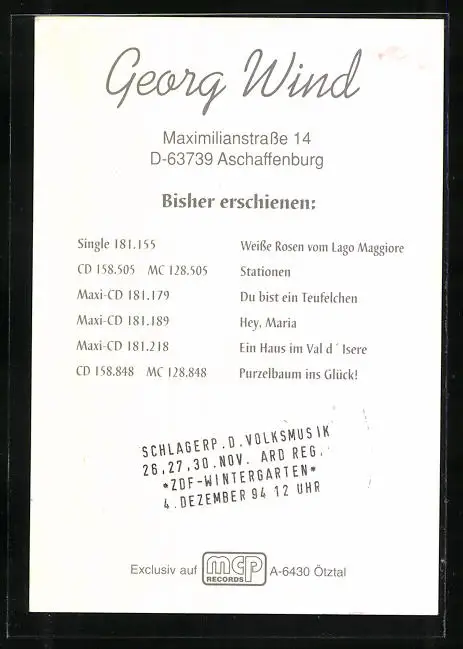 Georg Wind
Maximilianstraße 14
D-63739 Aschaffenburg
Bisher erschienen:
Single 181.155 Weiße Rosen vom Lago Maggiore
CD 158.505 MC 128.505 Stationen
Maxi-CD 181.179 Du bist ein Teufelchen
Maxi-CD 181.189 Hey, Maria
Maxi-CD 181.218 Ein Haus im Val d´Isere
CD 158.848 MC 128.848 Purzelbaum ins Glück!
SCHLAGERP.D.VOLKSMUSIK
26.27.30.NOV. ARD REG.
*ZDF-WINTERGARTEN*
4.DEZEMBER 94 12 UHR
Exclusiv auf mcp RECORDS A-6430 Ötztal